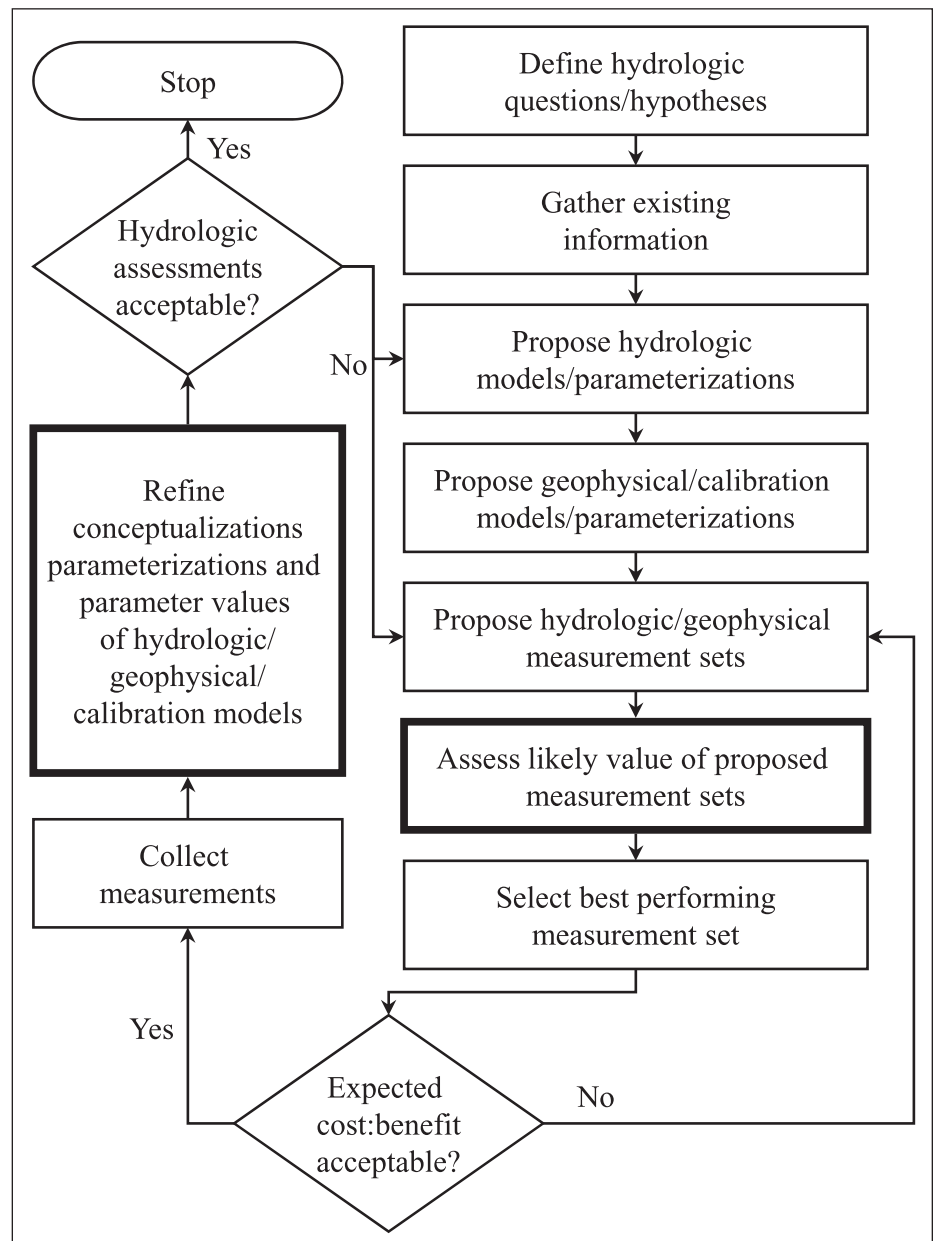 Define hydrologic
questions/hypotheses
Gather existing
information
Propose hydrologic
models/parameterizations
Propose geophysical/calibration
models/parameterizations
Propose hydrologic/geophysical
measurement sets
Assess likely value of proposed
measurement sets
Select best performing
measurement set
Expected
cost:benefit
acceptable?
No
Yes
Collect
measurements
Refine
conceptualizations
parameterizations and
parameter values
of hydrologic/
geophysical/
calibration models
Hydrologic
assessments
acceptable?
No
Yes
Stop